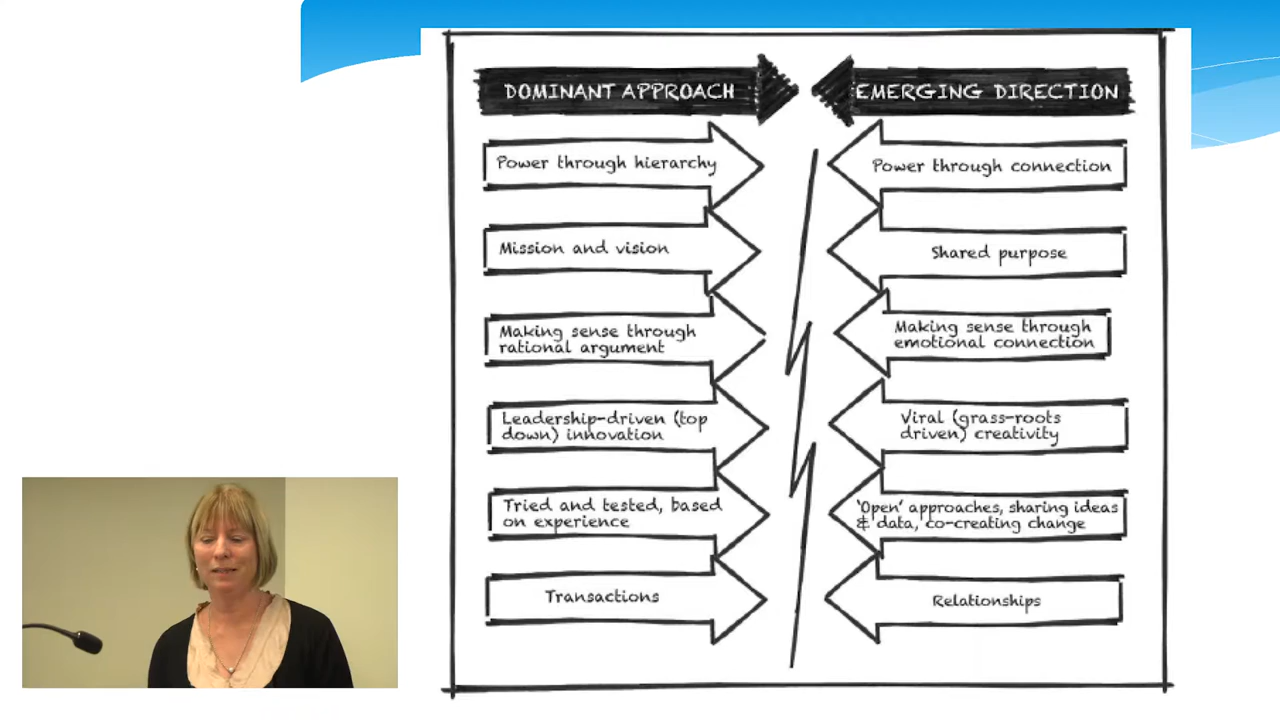 DOMINANT APPROACH
EMERGING DIRECTION
Power through hierarchy
Power through connection
Mission and vision
Shared purpose
Making sense through
rational argument
Making sense through
emotional connection
Leadership-driven (top
down) innovation
Viral (grass-roots
driven) creativity
Tried and tested, based
on experience
'Open' approaches, sharing ideas
& data, co-creating change
Transactions
Relationships